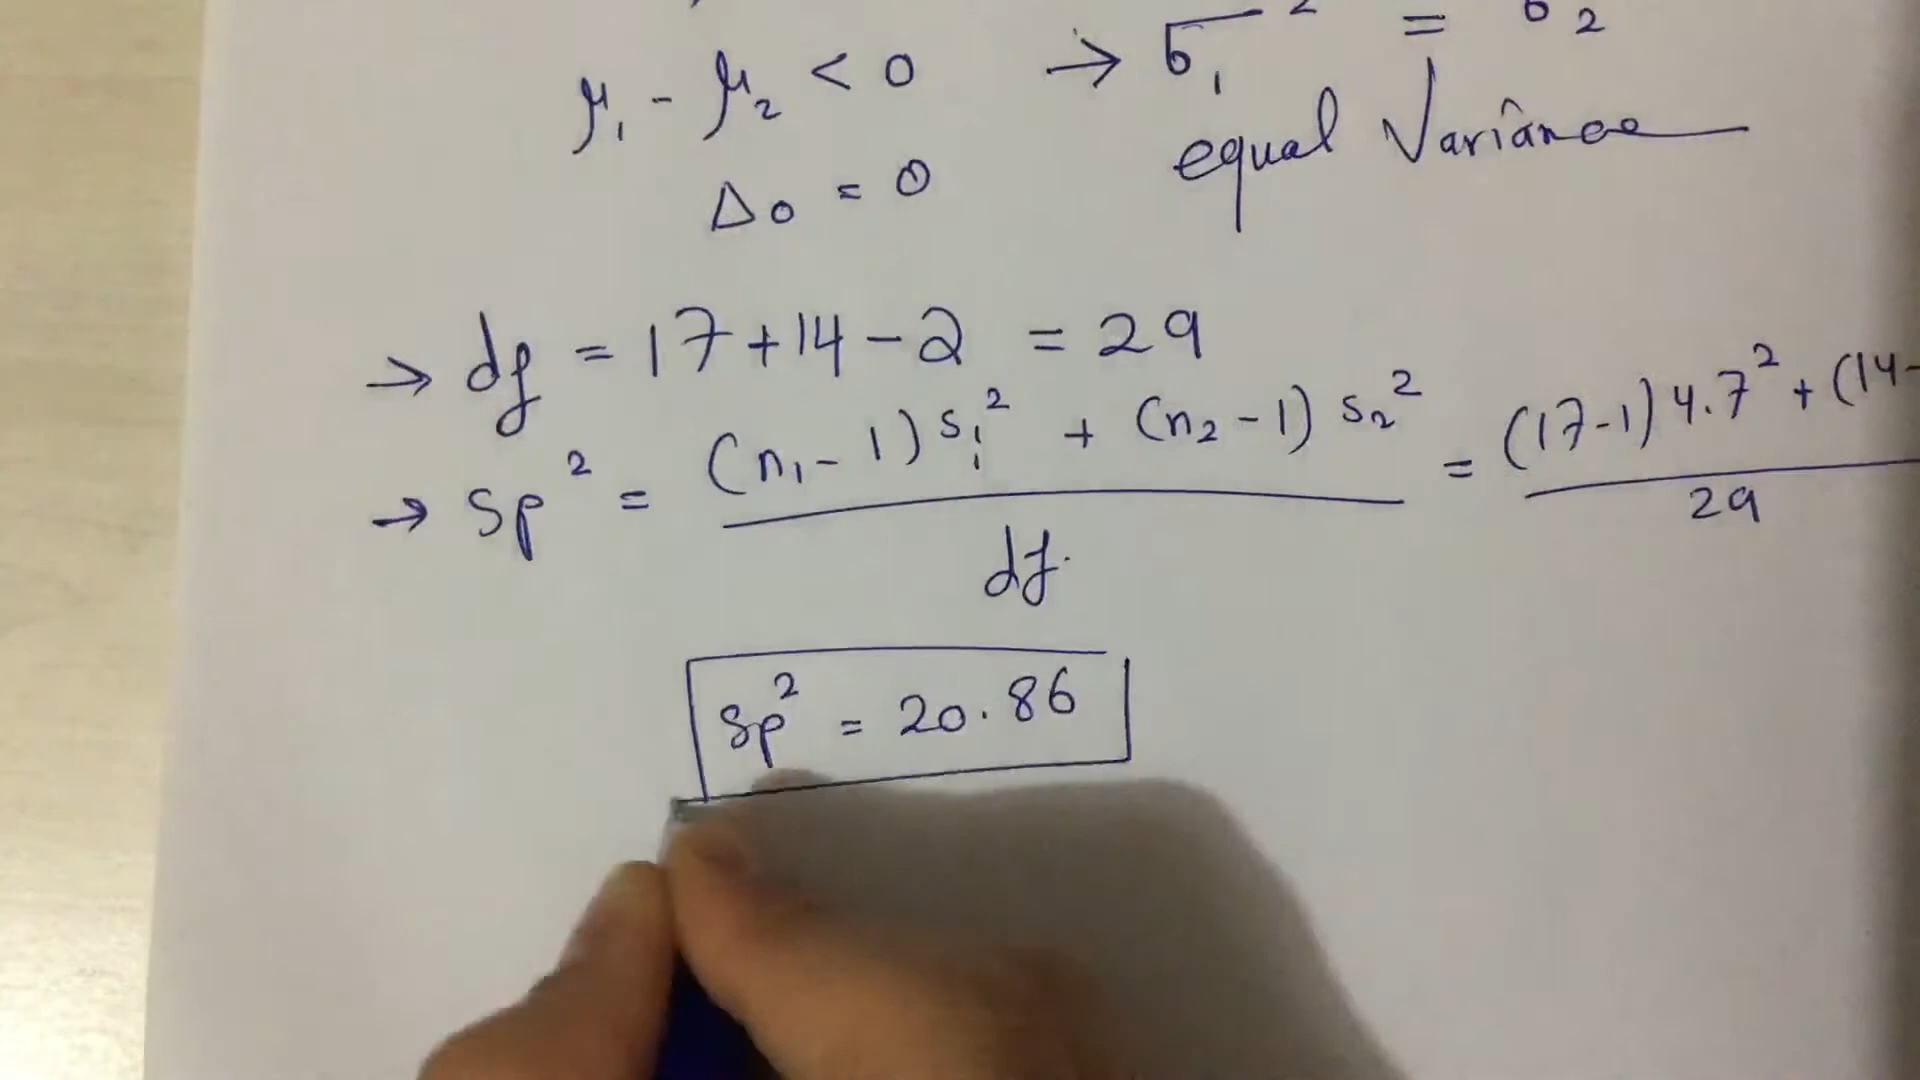 μ₁ - μ₂ < 0 → σ₁² = σ₂
Δ₀ = 0 equal Variance
→ df = 17+14-2 = 29
→ Sp² = (n₁-1)s₁² + (n₂-1)s₂² / df = (17-1)4.7² + (14- / 29
Sp² = 20.86